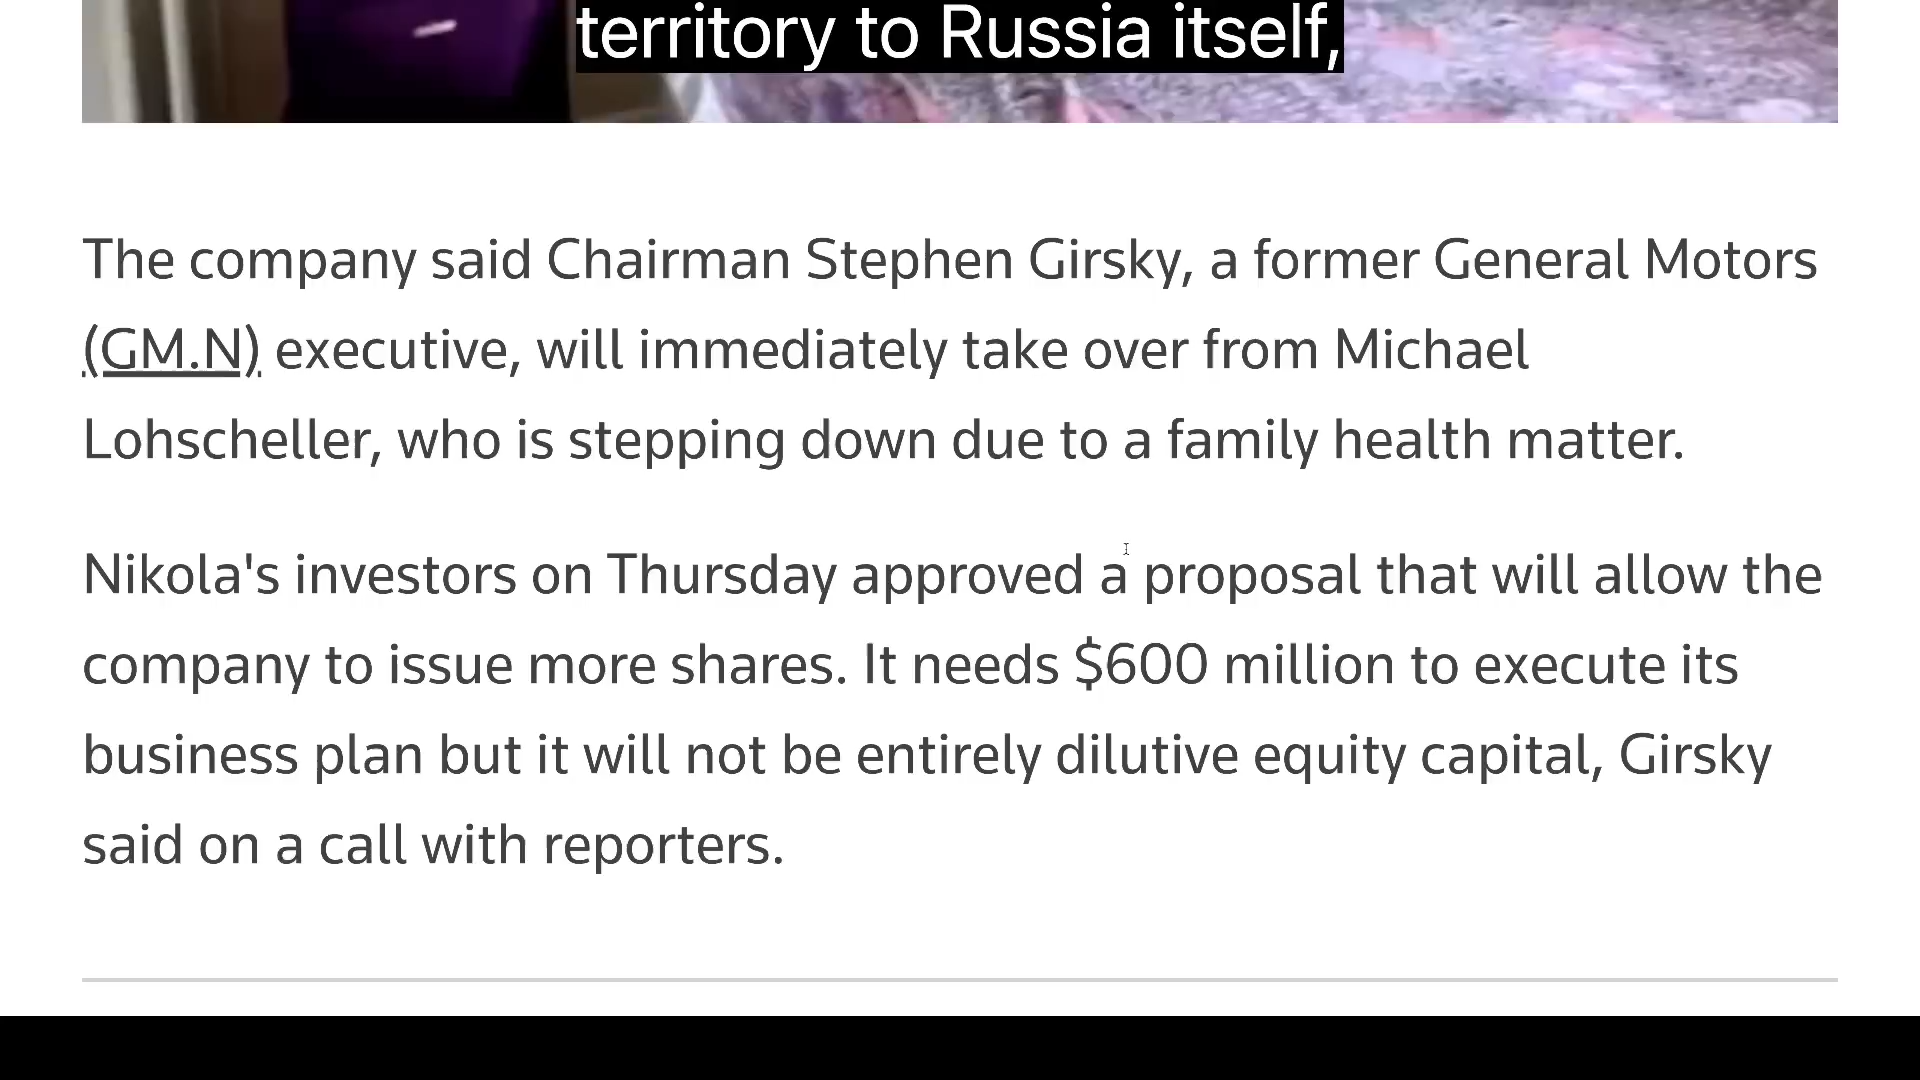 territory to Russia itself,
The company said Chairman Stephen Girsky, a former General Motors
(GM.N) executive, will immediately take over from Michael
Lohscheller, who is stepping down due to a family health matter.
Nikola's investors on Thursday approved a proposal that will allow the
company to issue more shares. It needs $600 million to execute its
business plan but it will not be entirely dilutive equity capital, Girsky
said on a call with reporters.